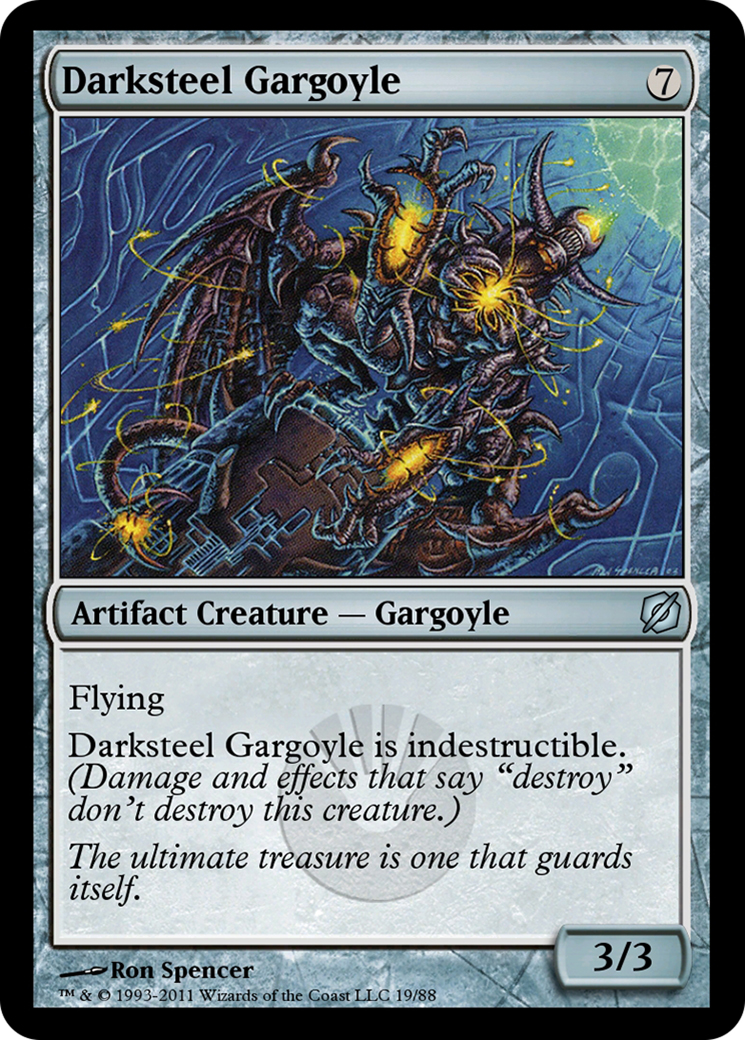 Darksteel Gargoyle 7
Artifact Creature — Gargoyle
Flying
Darksteel Gargoyle is indestructible.
(Damage and effects that say “destroy”
don’t destroy this creature.)
The ultimate treasure is one that guards
itself.
3/3
Ron Spencer
™ & © 1993-2011 Wizards of the Coast LLC 19/88